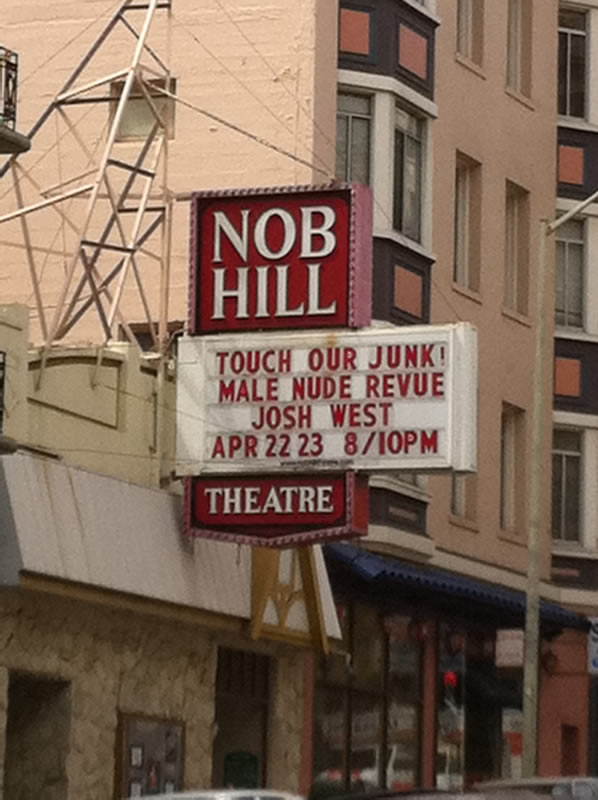 NOB
HILL
TOUCH OUR JUNK!
MALE NUDE REVUE
JOSH WEST
APR 22 23 8/10PM
THEATRE